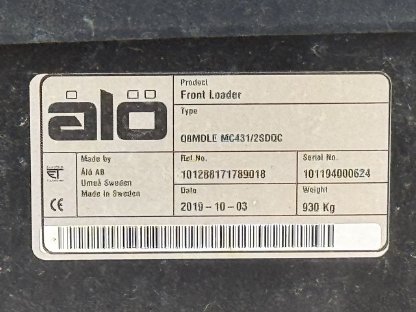 ålö
Product
Front Loader
Type
Q8MDLE MC431/2SDQC
Made by
Ålö AB
Umeå Sweden
Made in Sweden
Ref.No.
101288171789018
Serial No.
101194000624
Date
2019-10-03
Weight
930 Kg
CE